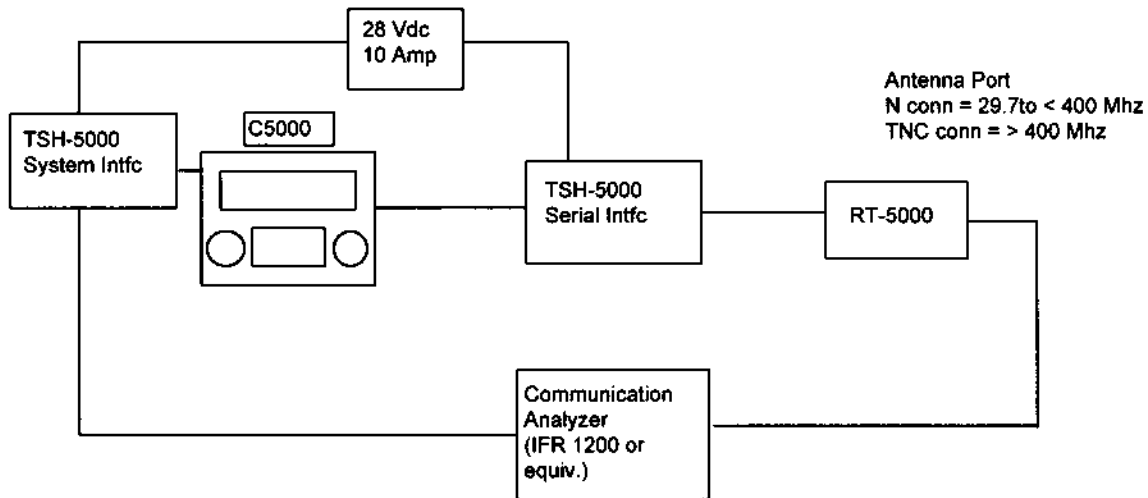 28 Vdc
10 Amp
Antenna Port
N conn = 29.7to < 400 Mhz
TNC conn = > 400 Mhz
C5000
TSH-5000
System Intfc
TSH-5000
Serial Intfc
RT-5000
Communication
Analyzer
(IFR 1200 or
equiv.)